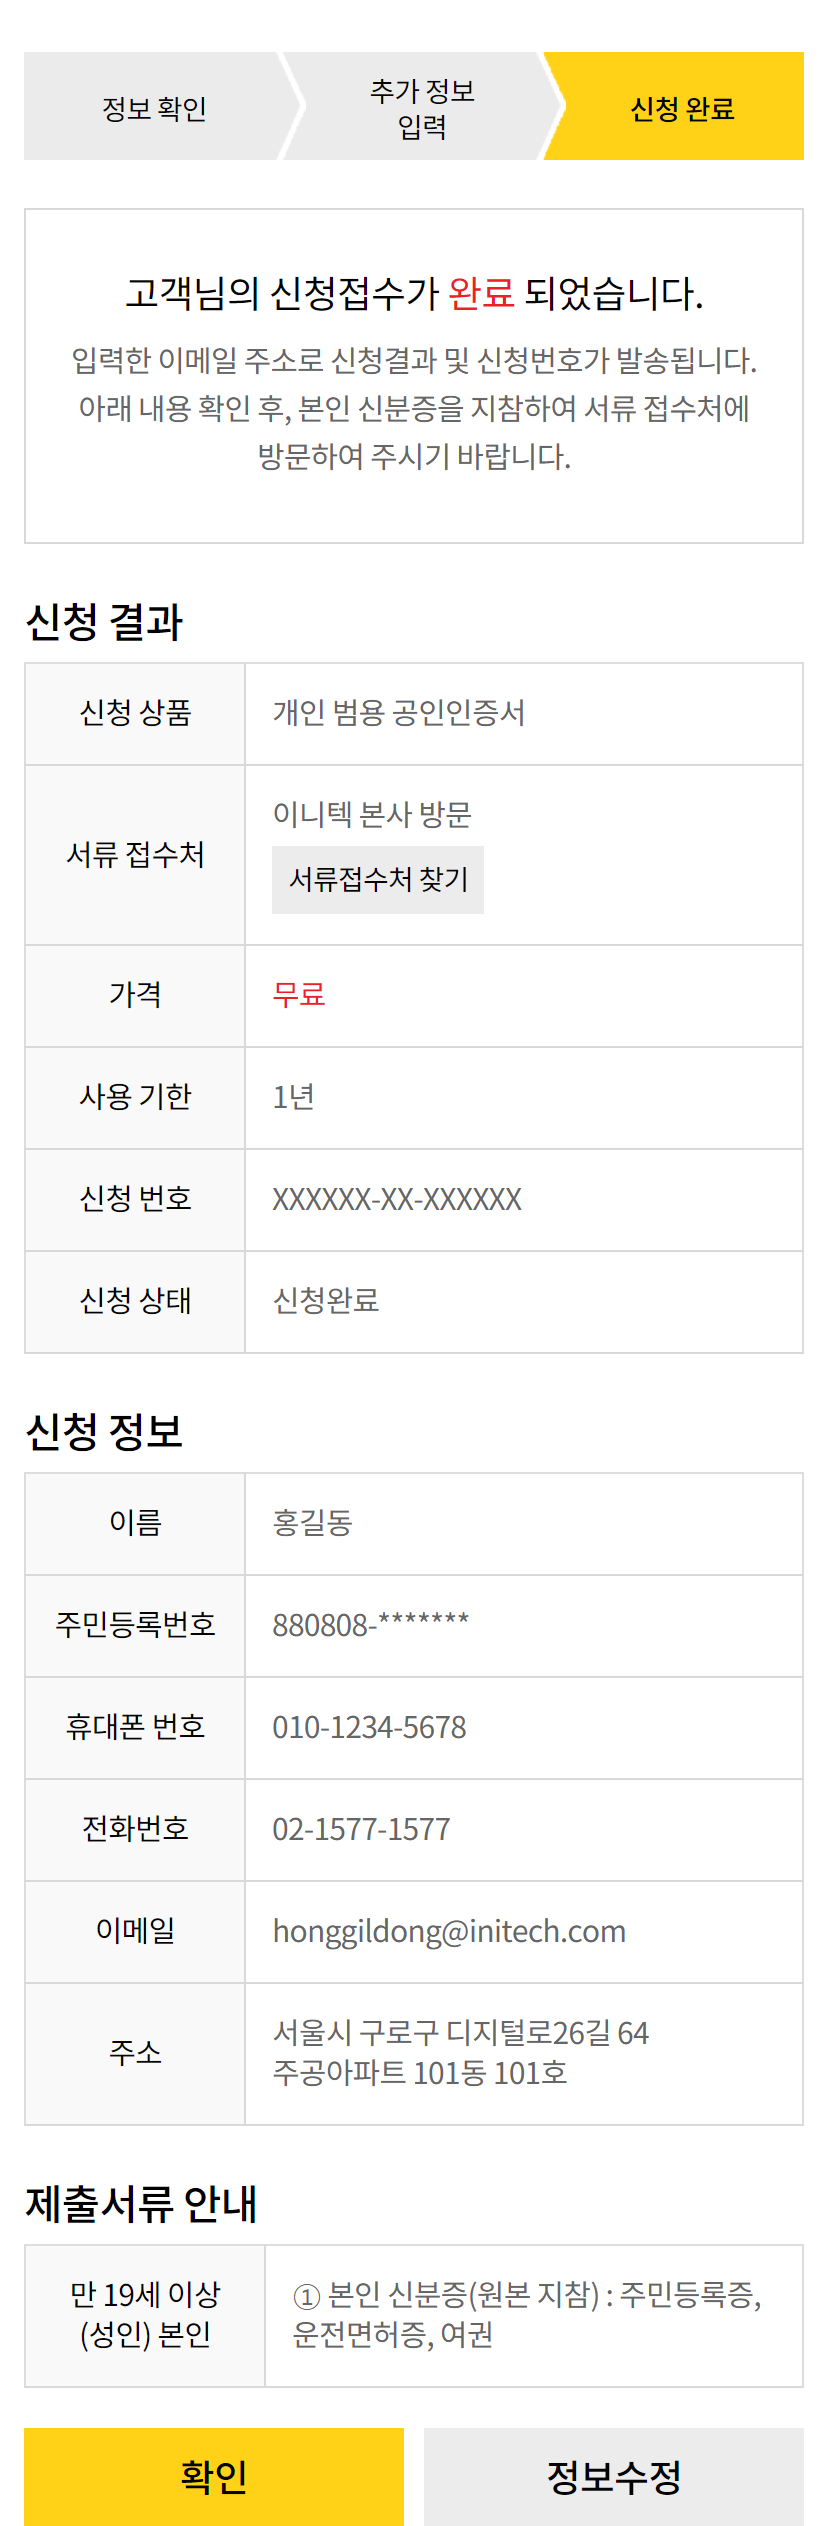 정보 확인
추가 정보
입력
신청 완료
고객님의 신청접수가 완료 되었습니다.
입력한 이메일 주소로 신청결과 및 신청번호가 발송됩니다.
아래 내용 확인 후, 본인 신분증을 지참하여 서류 접수처에
방문하여 주시기 바랍니다.
신청 결과
신청 상품
개인 범용 공인인증서
서류 접수처
이니텍 본사 방문
서류접수처 찾기
가격
무료
사용 기한
1년
신청 번호
XXXXXX-XX-XXXXXX
신청 상태
신청완료
신청 정보
이름
홍길동
주민등록번호
880808-*******
휴대폰 번호
010-1234-5678
전화번호
02-1577-1577
이메일
honggildong@initech.com
주소
서울시 구로구 디지털로26길 64
주공아파트 101동 101호
제출서류 안내
만 19세 이상
(성인) 본인
① 본인 신분증(원본 지참) : 주민등록증,
운전면허증, 여권
확인
정보수정